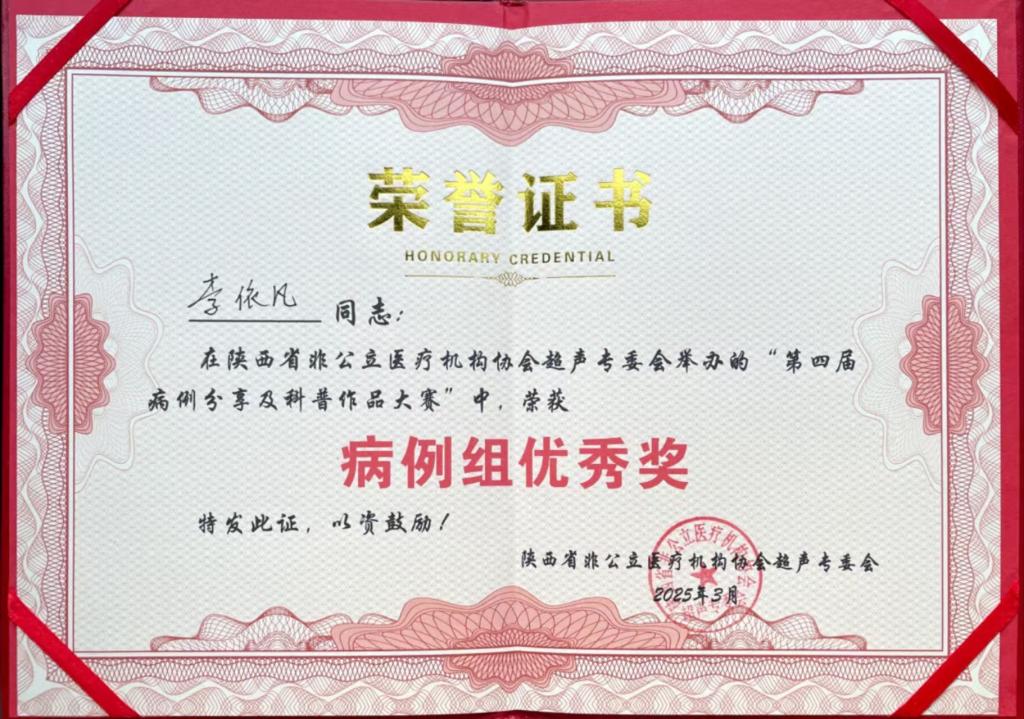 荣誉证书
HONORARY CREDENTIAL
李依凡 同志：
在陕西省非公立医疗机构协会超声专委会举办的“第四届
病例分享及科普作品大赛”中，荣获
病例组优秀奖
特发此证，以资鼓励！
陕西省非公立医疗机构协会超声专委会
2025年3月